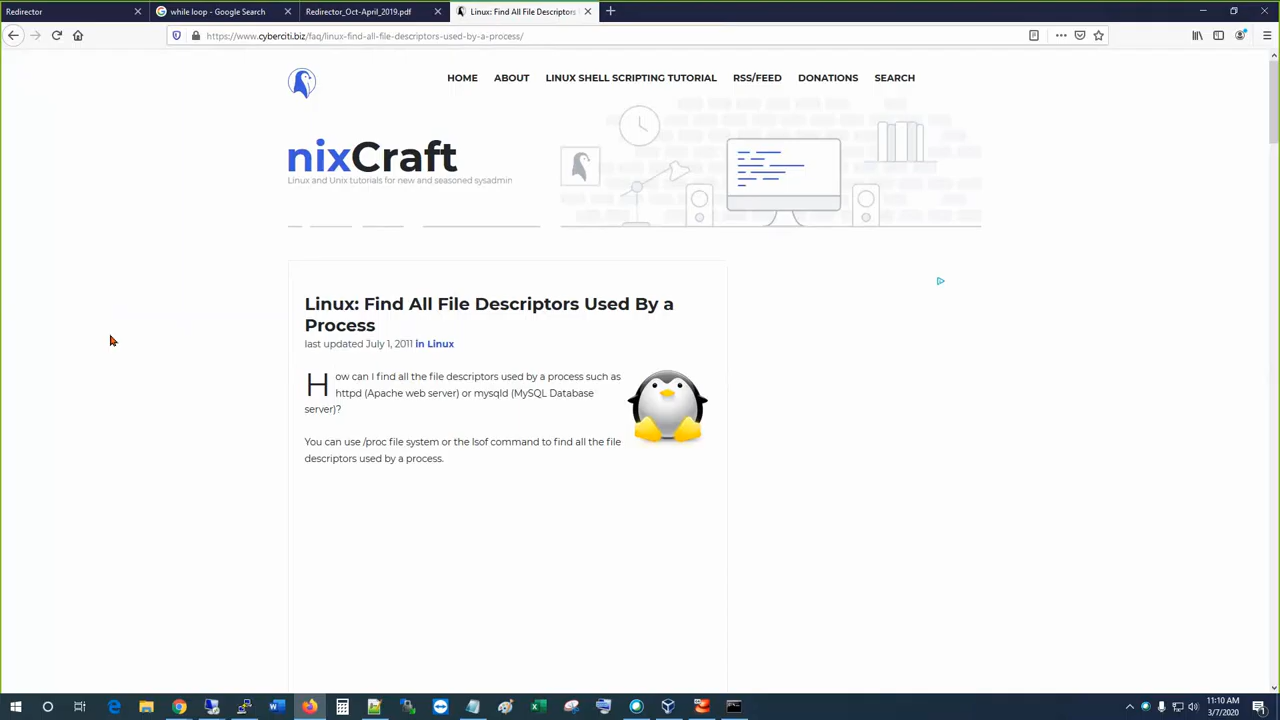 Redirector
while loop - Google Search
Redirector_Oct-April_2019.pdf
Linux: Find All File Descriptors
https://www.cyberciti.biz/faq/linux-find-all-file-descriptors-used-by-a-process/
HOME ABOUT LINUX SHELL SCRIPTING TUTORIAL RSS/FEED DONATIONS SEARCH
nixCraft
Linux and Unix tutorials for new and seasoned sysadmin
Linux: Find All File Descriptors Used By a
Process
last updated July 1, 2011 in Linux
How can I find all the file descriptors used by a process such as
httpd (Apache web server) or mysqld (MySQL Database
server)?
You can use /proc file system or the lsof command to find all the file
descriptors used by a process.
11:10 AM
3/7/2020